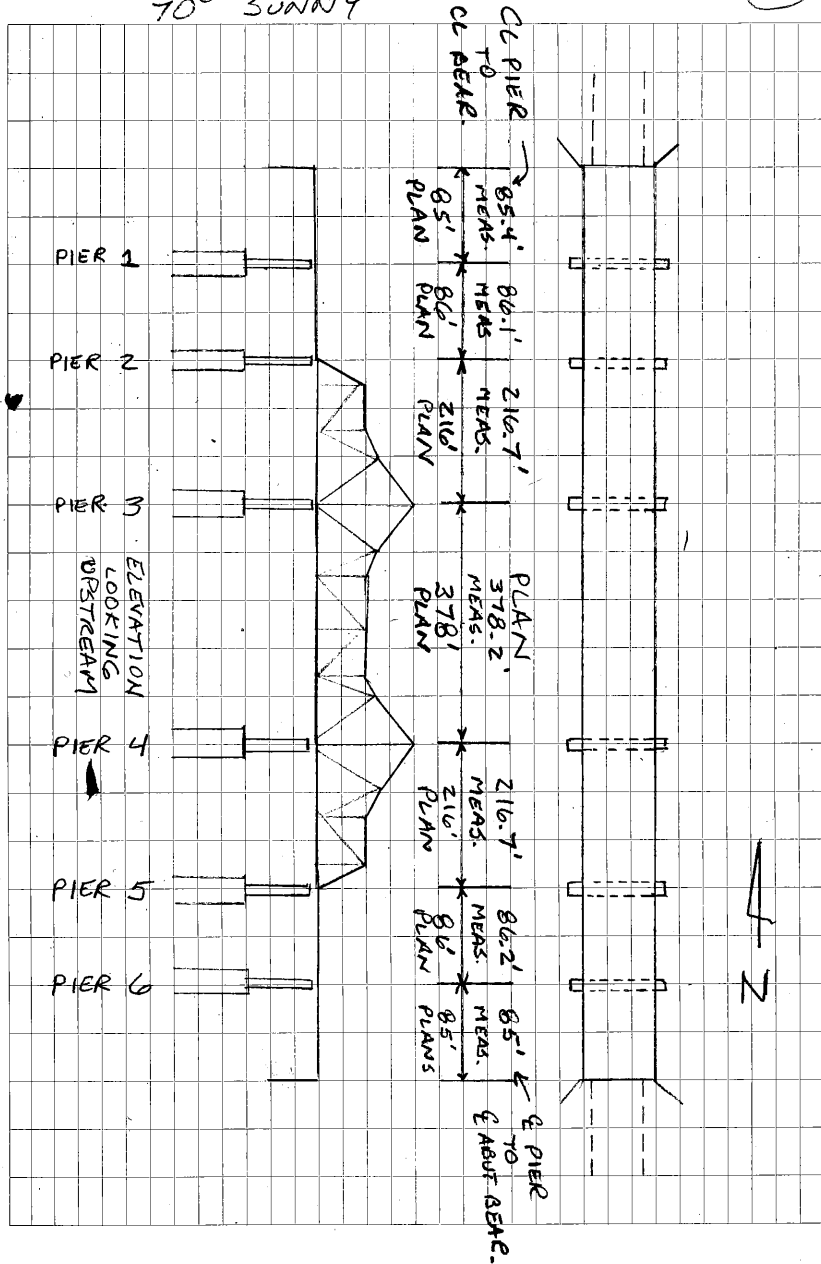 70° SUNNY
CL PIER
TO
CL BEAR.
85.4'
MEAS.
85'
PLAN
86.1'
MEAS
86'
PLAN
216.7'
MEAS.
216'
PLAN
PLAN
378.2'
MEAS.
378'
PLAN
216.7'
MEAS.
216'
PLAN
86.2'
MEAS.
86'
PLAN
85'
MEAS.
85'
PLANS
℄ PIER
TO
℄ ABUT BEAR.
PIER 1
PIER 2
PIER 3
ELEVATION
LOOKING
UPSTREAM
PIER 4
PIER 5
PIER 6
N